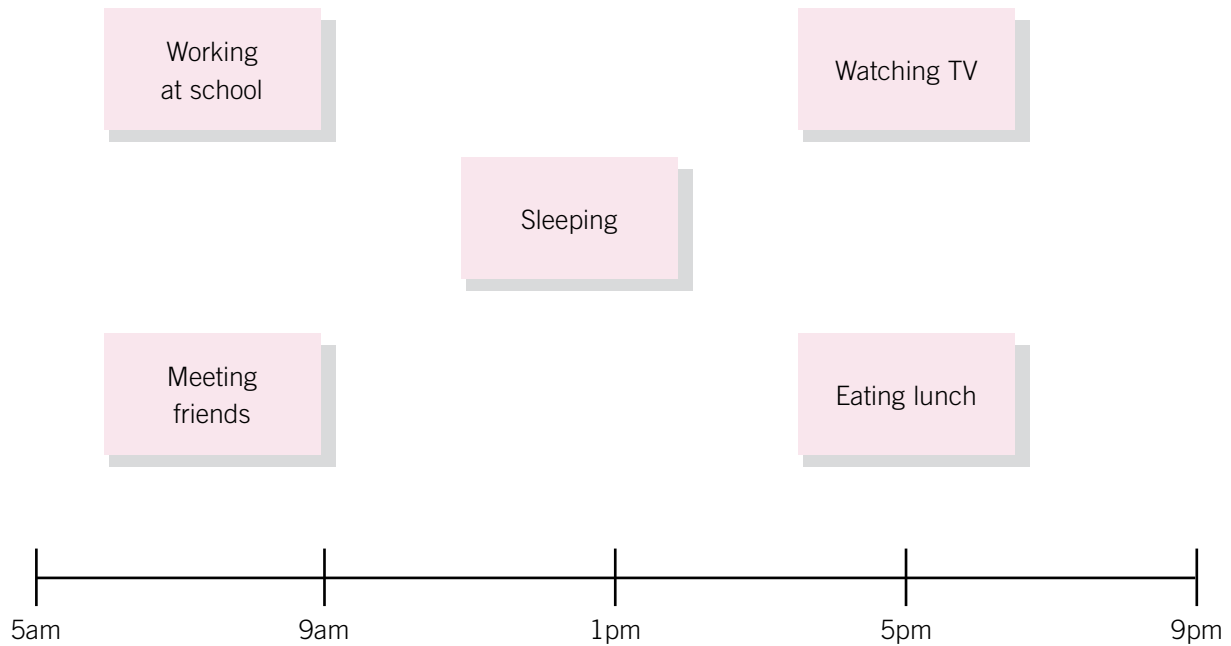 Working
at school
Watching TV
Sleeping
Meeting
friends
Eating lunch
5am
9am
1pm
5pm
9pm